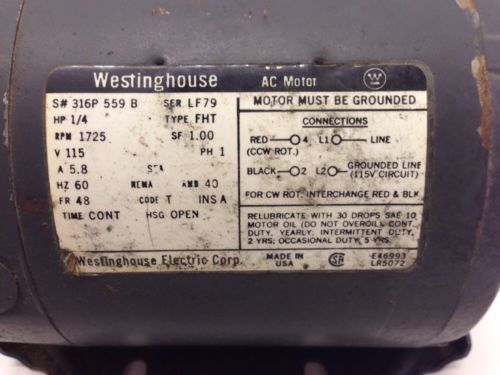 Westinghouse AC Motor W
S# 316P 559 B SER LF79
HP 1/4 TYPE FHT
RPM 1725 SF 1.00
V 115 PH 1
A 5.8 SFA
HZ 60 NEMA AMB 40
FR 48 CODE T INS A
TIME CONT HSG OPEN
MOTOR MUST BE GROUNDED
CONNECTIONS
RED 4 L1 LINE
(CCW ROT.)
BLACK 2 L2 GROUNDED LINE
(115V CIRCUIT)
FOR CW ROT. INTERCHANGE RED & BLK
RELUBRICATE WITH 30 DROPS SAE 10
MOTOR OIL (DO NOT OVEROIL). CONT.
DUTY, YEARLY; INTERMITTENT DUTY,
2 YRS; OCCASIONAL DUTY, 5 YRS.
Westinghouse Electric Corp.
MADE IN
USA
SA
E46993
LR5072